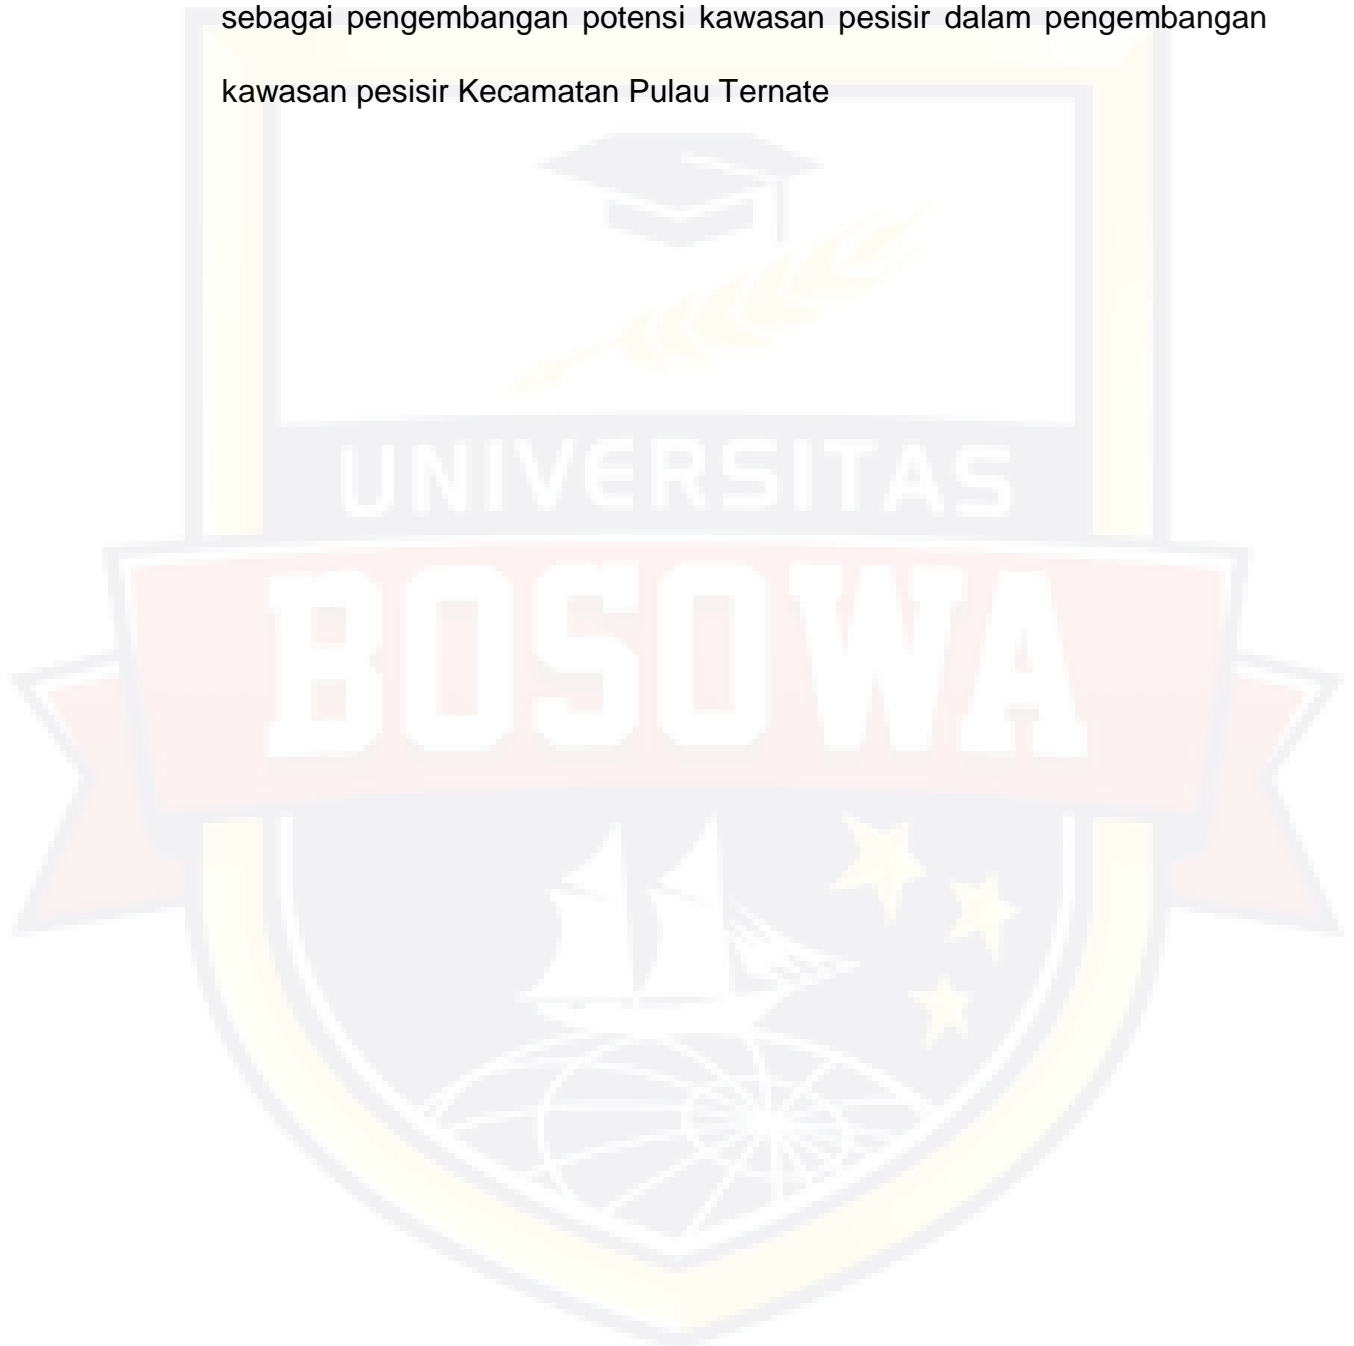 sebagai pengembangan potensi kawasan pesisir dalam pengembangan
kawasan pesisir Kecamatan Pulau Ternate
UNIVERSITAS
BOSOWA